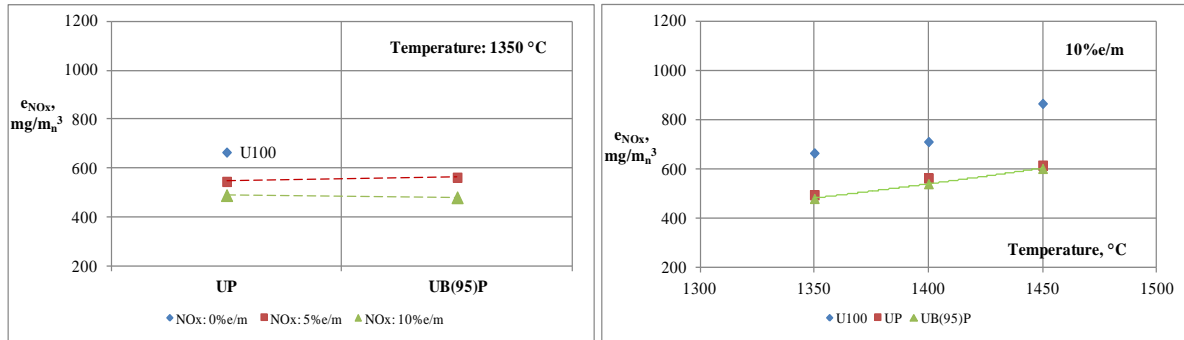 1200
Temperature: 1350 °C
1000
eNOx,
mg/mn3
800
U100
600
400
200
UP UB(95)P
NOx: 0%e/m NOx: 5%e/m NOx: 10%e/m
1200
10%e/m
1000
eNOx,
mg/mn3
800
600
400
Temperature, °C
200
1300 1350 1400 1450 1500
U100 UP UB(95)P